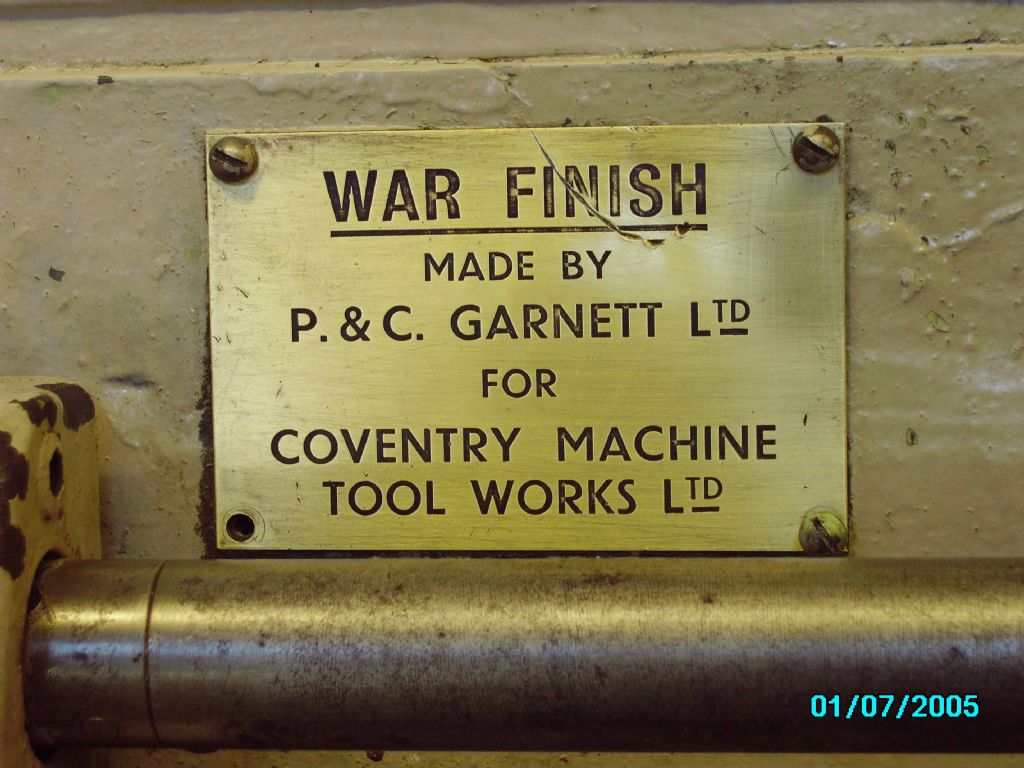 WAR FINISH
MADE BY
P. & C. GARNETT LTD
FOR
COVENTRY MACHINE
TOOL WORKS LTD
01/07/2005